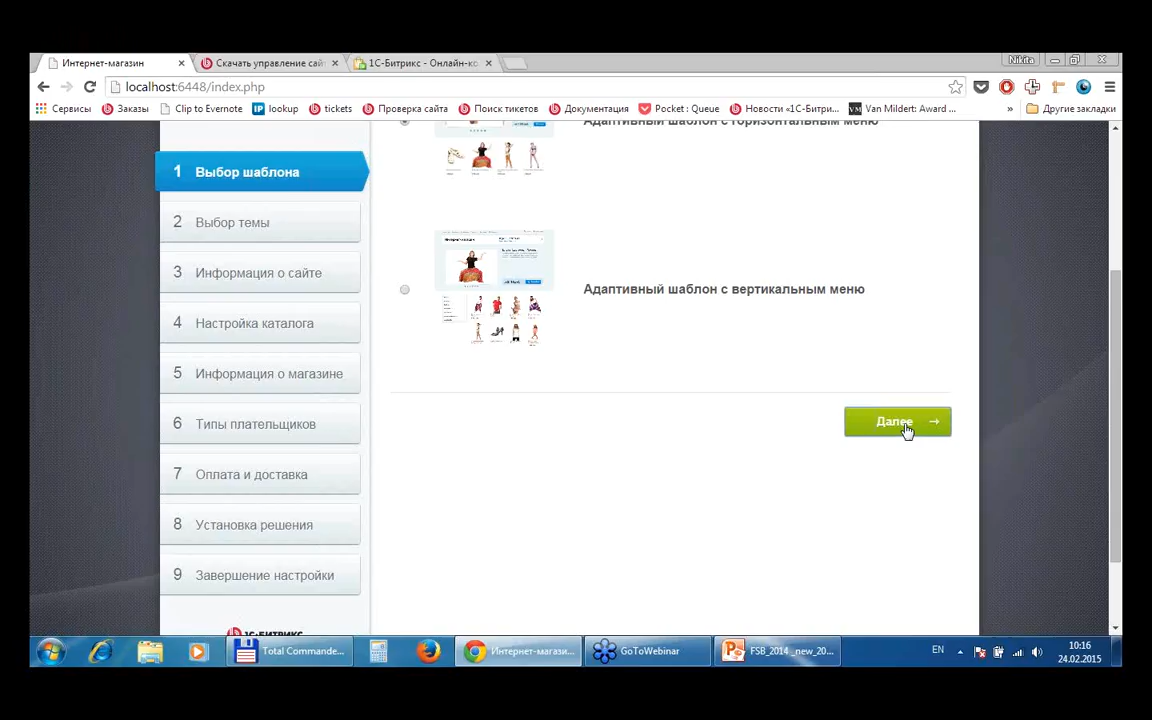 Интернет-магазин
Скачать управление сай
1С-Битрикс - Онлайн-ко
Nikita
localhost:6448/index.php
Сервисы
Заказы
Clip to Evernote
lookup
tickets
Проверка сайта
Поиск тикетов
Документация
Pocket : Queue
Новости «1С-Битри...
Van Mildert: Award ...
»
Другие закладки
Адаптивный шаблон с горизонтальным меню
1 Выбор шаблона
2 Выбор темы
3 Информация о сайте
Адаптивный шаблон с вертикальным меню
4 Настройка каталога
5 Информация о магазине
6 Типы плательщиков
Далее →
7 Оплата и доставка
8 Установка решения
9 Завершение настройки
1С-БИТРИКС
Total Commande...
Интернет-магази...
GoToWebinar
FSB_2014 _new_20...
EN
10:16
24.02.2015